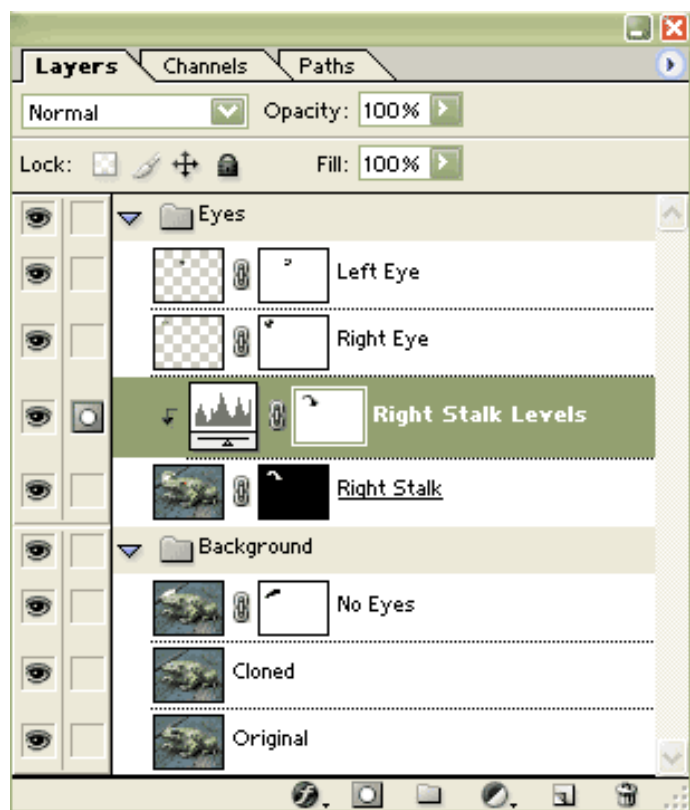 Layers Channels Paths
Normal Opacity: 100%
Lock: Fill: 100%
Eyes
Left Eye
Right Eye
Right Stalk Levels
Right Stalk
Background
No Eyes
Cloned
Original